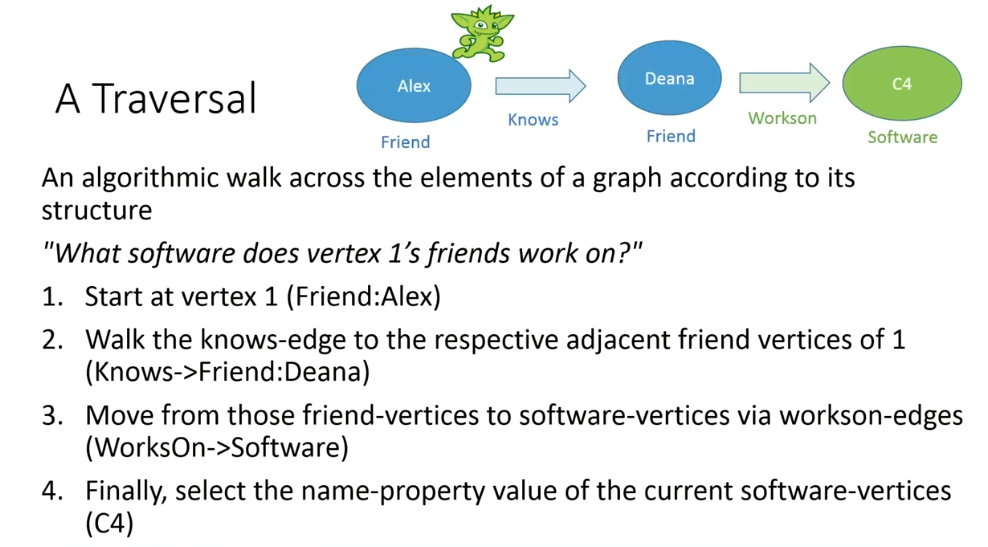 A Traversal
Alex
Knows
Deana
Workson
C4
Friend
Friend
Software
An algorithmic walk across the elements of a graph according to its
structure
"What software does vertex 1’s friends work on?"
1. Start at vertex 1 (Friend:Alex)
2. Walk the knows-edge to the respective adjacent friend vertices of 1
(Knows->Friend:Deana)
3. Move from those friend-vertices to software-vertices via workson-edges
(WorksOn->Software)
4. Finally, select the name-property value of the current software-vertices
(C4)